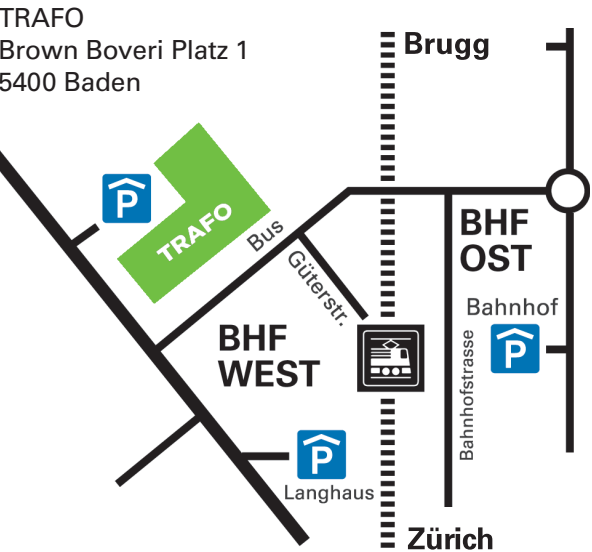 TRAFO
Brown Boveri Platz 1
5400 Baden
Brugg
P
TRAFO
Bus
Güterstr.
BHF
OST
Bahnhof
P
BHF
WEST
Bahnhofstrasse
P
Langhaus
Zürich